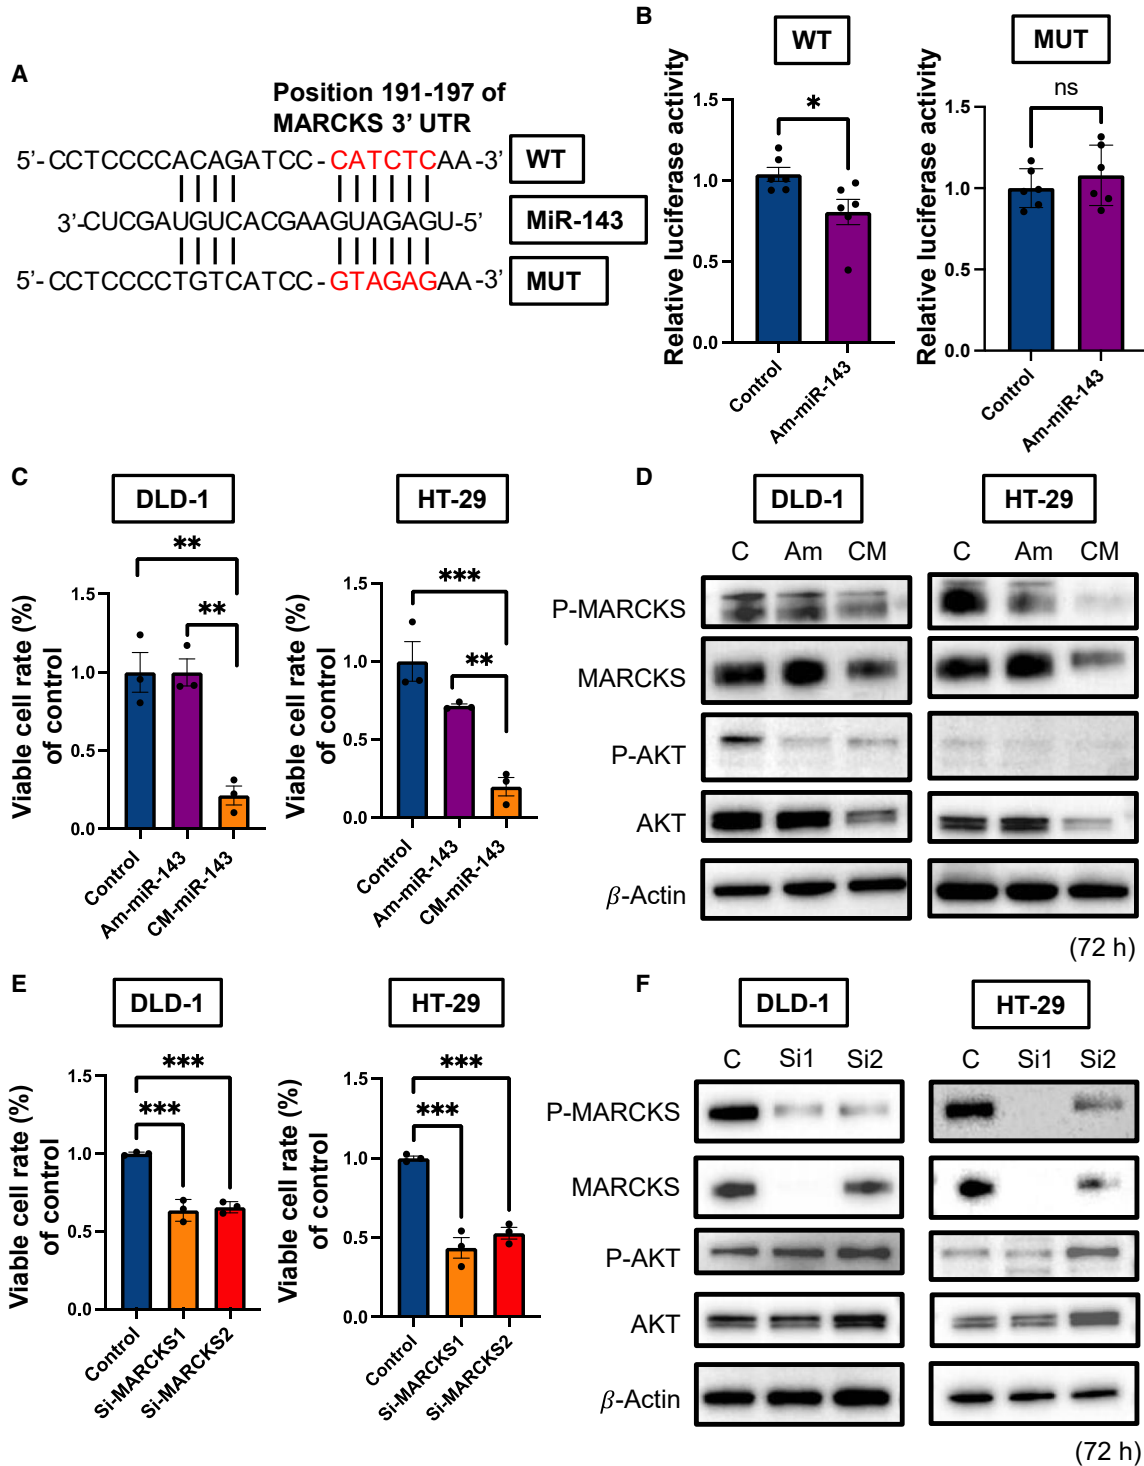 A
Position 191-197 of
MARCKS 3’ UTR
5’-CCTCCCCACAGATCC-CATCTCAA-3’ WT
3’-CUCGAUGUCACGAAGUAGAGU-5’ MiR-143
5’-CCTCCCCTGTCATCC-GTAGAGAA-3’ MUT
B
WT
Relative luciferase activity
*
1.5
1.0
0.5
0.0
Control
Am-miR-143
MUT
Relative luciferase activity
ns
1.5
1.0
0.5
0.0
Control
Am-miR-143
C
DLD-1
Viable cell rate (%)
of control
**
**
1.5
1.0
0.5
0.0
Control
Am-miR-143
CM-miR-143
HT-29
Viable cell rate (%)
of control
***
**
1.5
1.0
0.5
0.0
Control
Am-miR-143
CM-miR-143
D
DLD-1 HT-29
C Am CM C Am CM
P-MARCKS
MARCKS
P-AKT
AKT
β-Actin
(72 h)
E
DLD-1
Viable cell rate (%)
of control
***
***
1.5
1.0
0.5
0.0
Control
Si-MARCKS1
Si-MARCKS2
HT-29
Viable cell rate (%)
of control
***
***
1.5
1.0
0.5
0.0
Control
Si-MARCKS1
Si-MARCKS2
F
DLD-1 HT-29
C Si1 Si2 C Si1 Si2
P-MARCKS
MARCKS
P-AKT
AKT
β-Actin
(72 h)